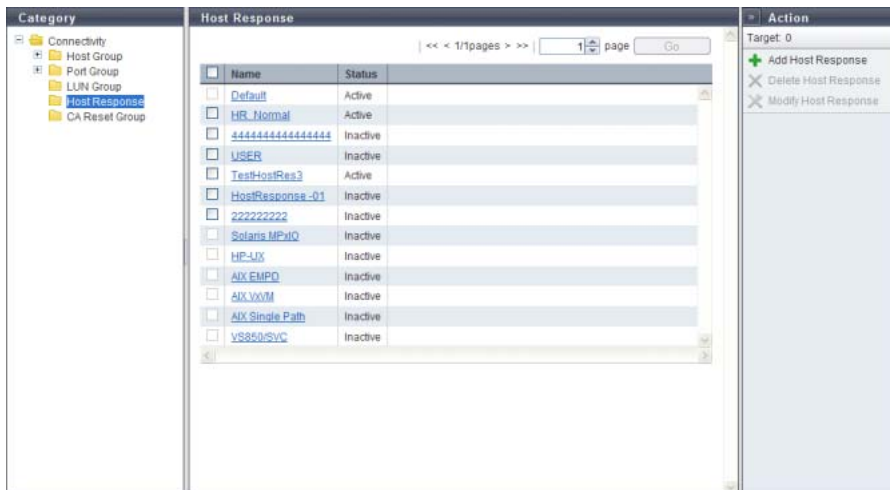 Category
Connectivity
Host Group
Port Group
LUN Group
Host Response
CA Reset Group
Host Response
| << < 1/1pages > >> | 1 page Go
Name Status
Default Active
HR_Normal Active
4444444444444444 Inactive
USER Inactive
TestHostRes3 Active
HostResponse -01 Inactive
222222222 Inactive
Solaris MPxIO Inactive
HP-UX Inactive
AIX EMPD Inactive
AIX VxVM Inactive
AIX Single Path Inactive
VS850/SVC Inactive
» Action
Target: 0
Add Host Response
Delete Host Response
Modify Host Response